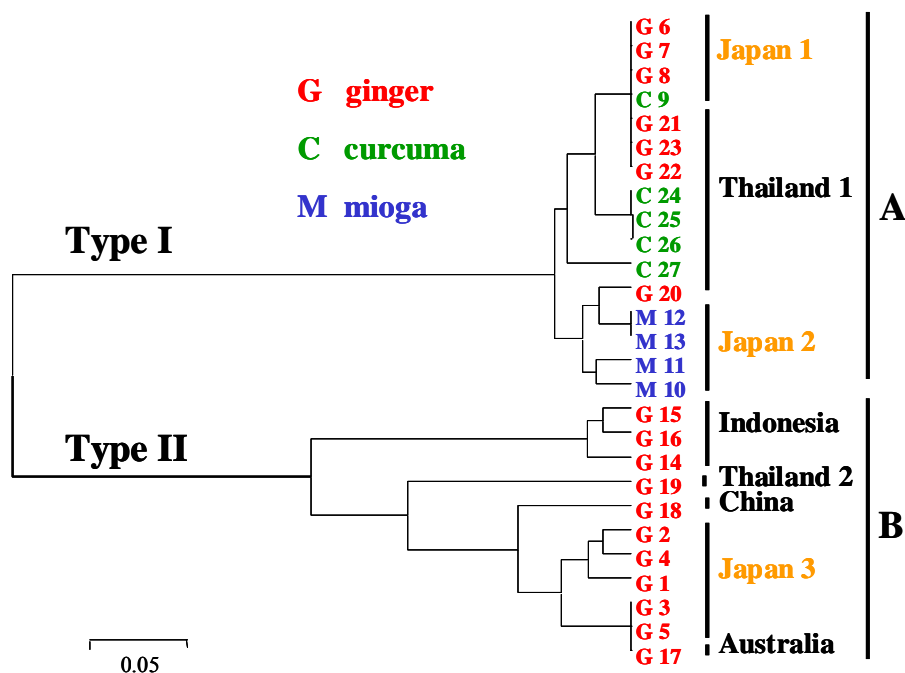 G ginger
C curcuma
M mioga
Type I
Type II
0.05
G 6
G 7
G 8
C 9
G 21
G 23
G 22
C 24
C 25
C 26
C 27
G 20
M 12
M 13
M 11
M 10
G 15
G 16
G 14
G 19
G 18
G 2
G 4
G 1
G 3
G 5
G 17
Japan 1
Thailand 1
Japan 2
Indonesia
Thailand 2
China
Japan 3
Australia
A
B